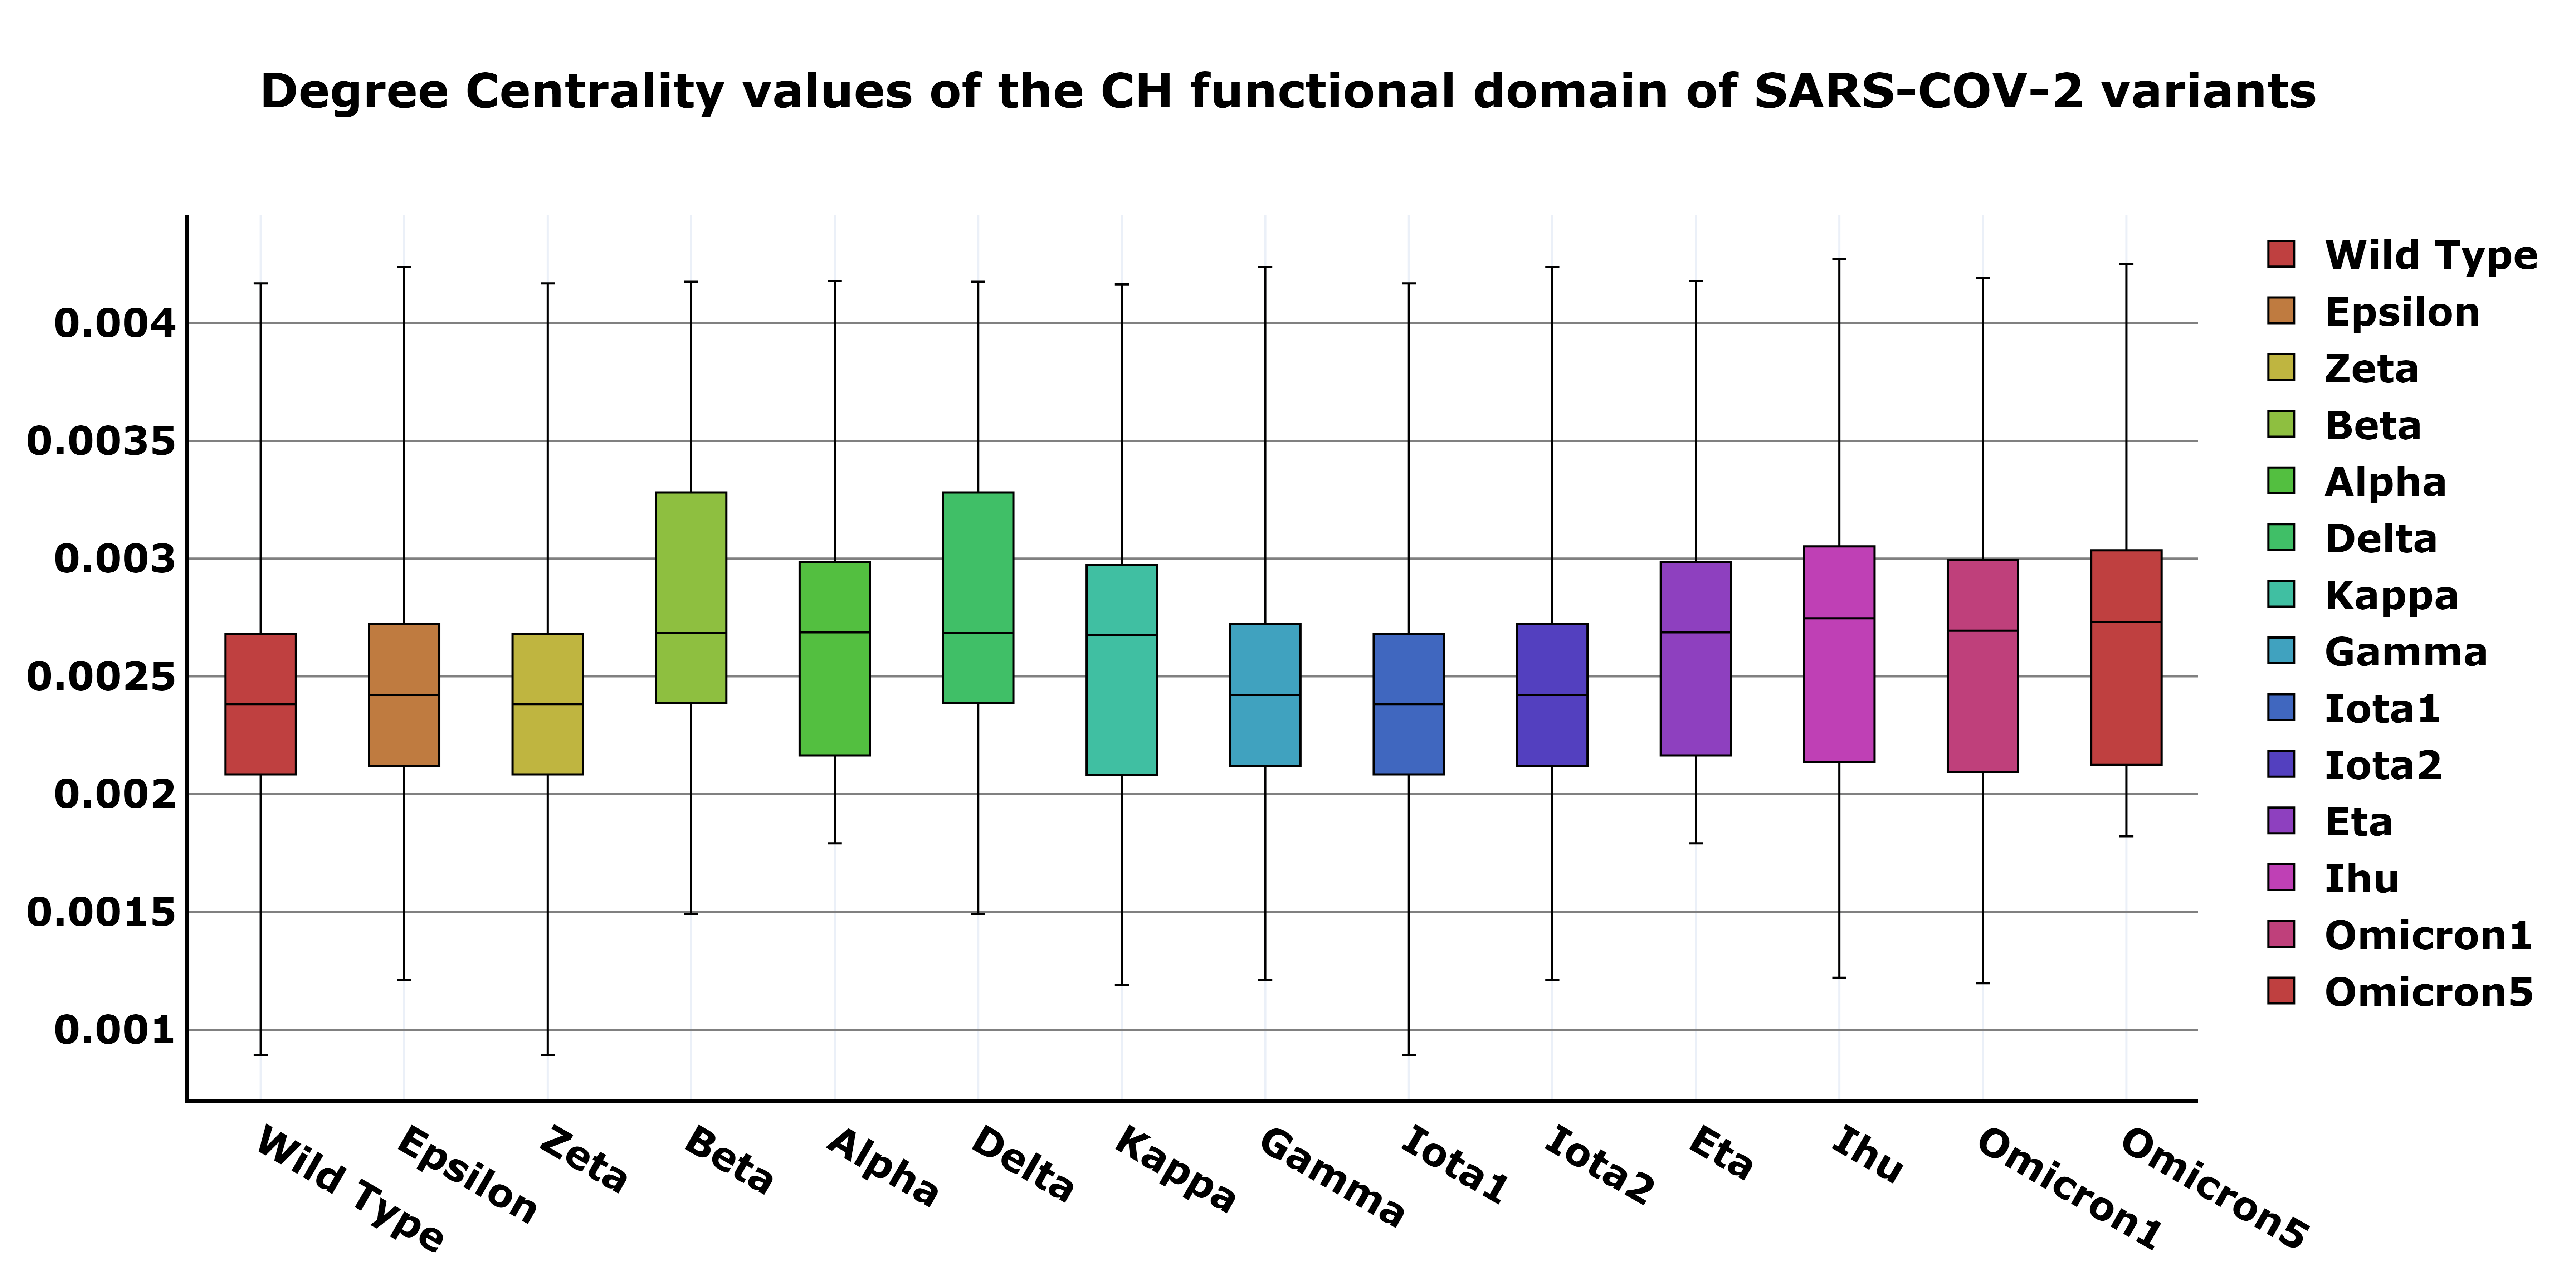 Degree Centrality values of the CH functional domain of SARS-COV-2 variants
0.004
0.0035
0.003
0.0025
0.002
0.0015
0.001
Wild Type
Epsilon
Zeta
Beta
Alpha
Delta
Kappa
Gamma
Iota1
Iota2
Eta
Ihu
Omicron1
Omicron5
Wild Type
Epsilon
Zeta
Beta
Alpha
Delta
Kappa
Gamma
Iota1
Iota2
Eta
Ihu
Omicron1
Omicron5